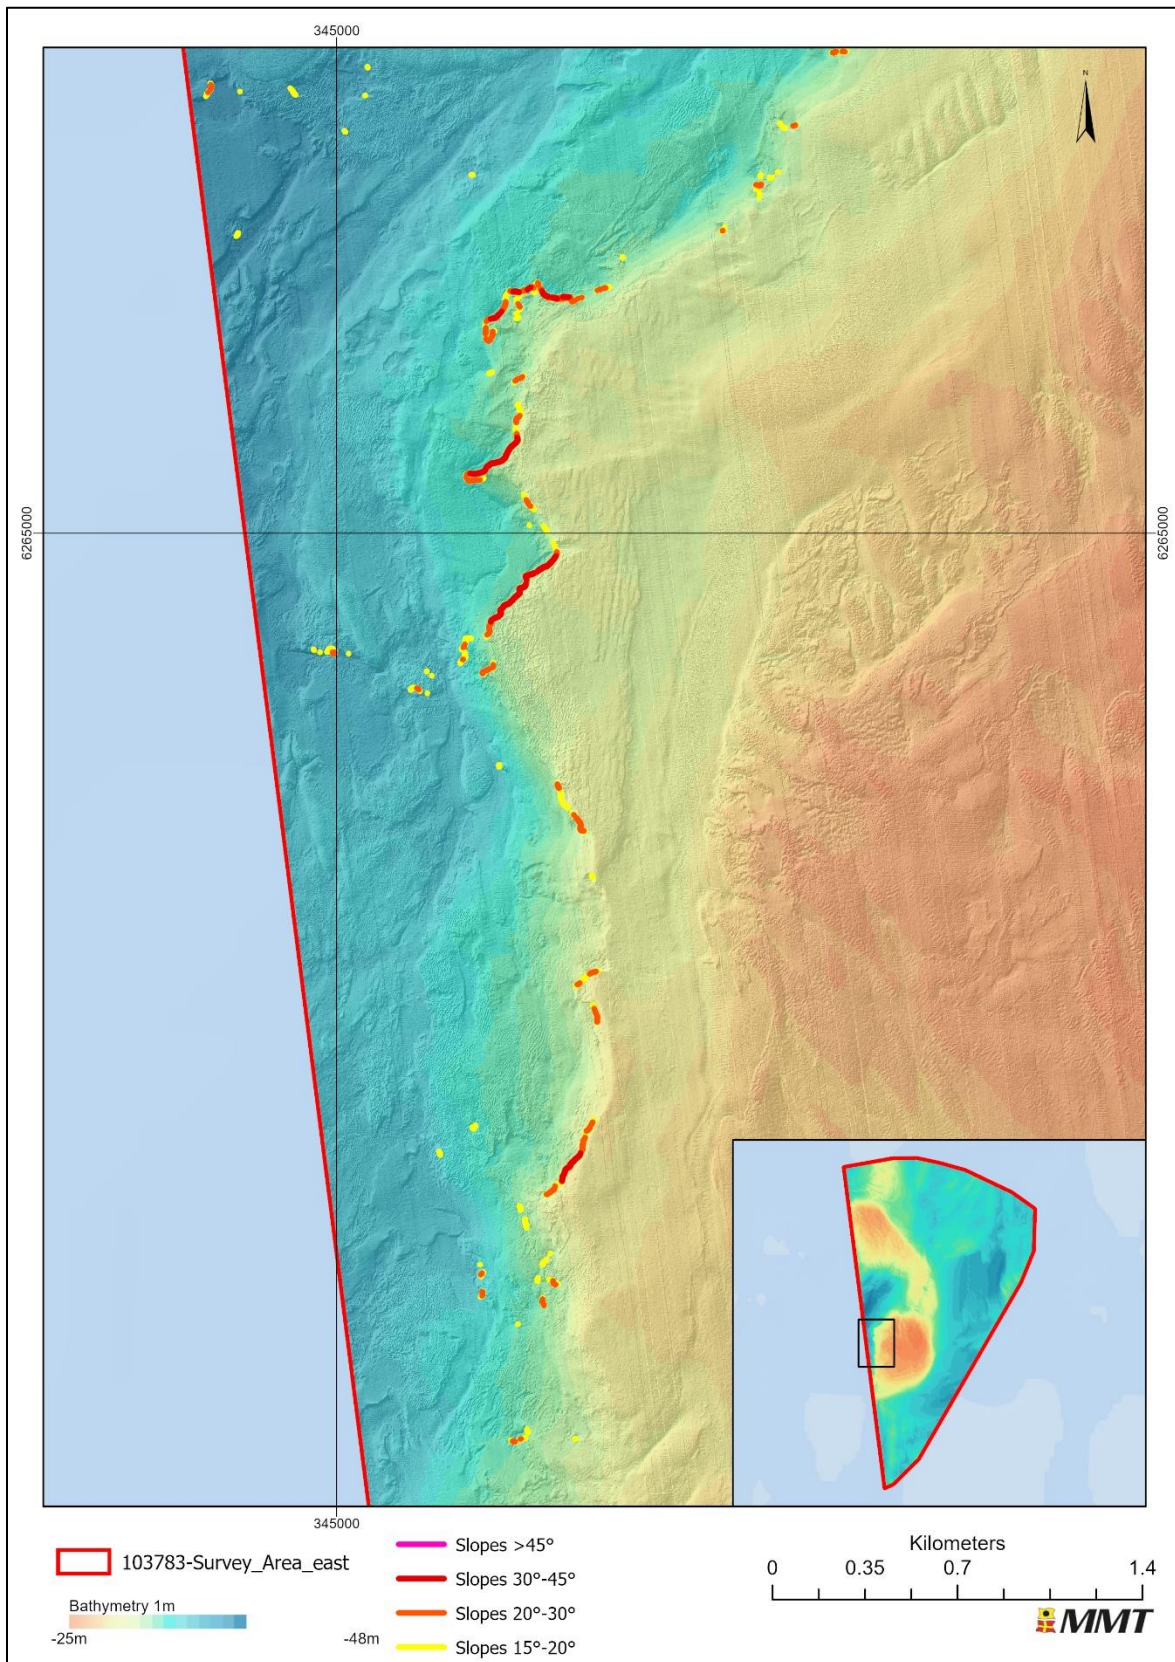 345000
N
6265000
6265000
345000
103783-Survey_Area_east
Bathymetry 1m
-25m
-48m
Slopes >45°
Slopes 30°-45°
Slopes 20°-30°
Slopes 15°-20°
Kilometers
0 0.35 0.7 1.4
MMT